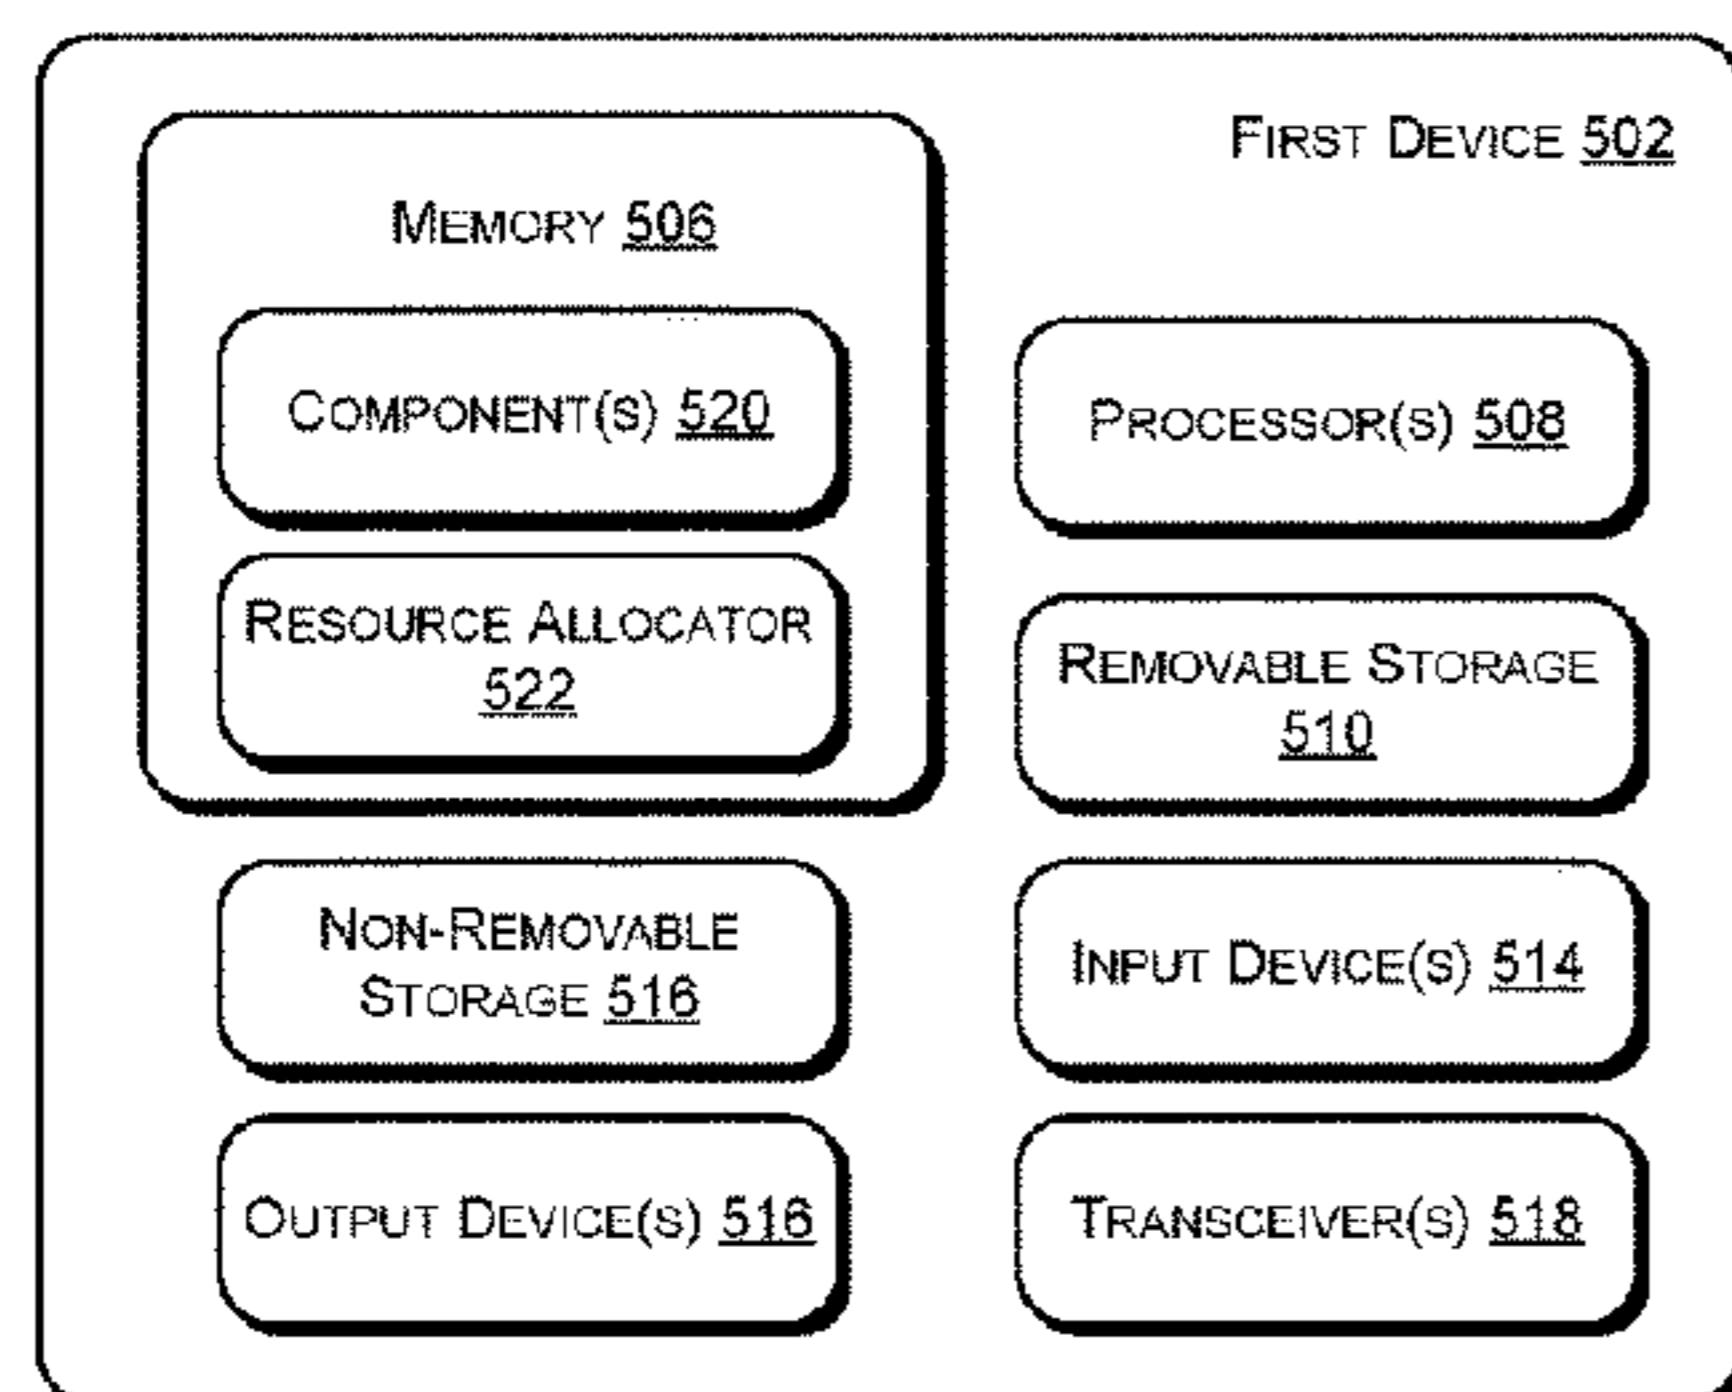 FIRST DEVICE 502
MEMORY 506
COMPONENT(S) 520
RESOURCE ALLOCATOR
522
PROCESSOR(S) 508
REMOVABLE STORAGE
510
NON-REMOVABLE
STORAGE 516
INPUT DEVICE(S) 514
OUTPUT DEVICE(S) 516
TRANSCEIVER(S) 518